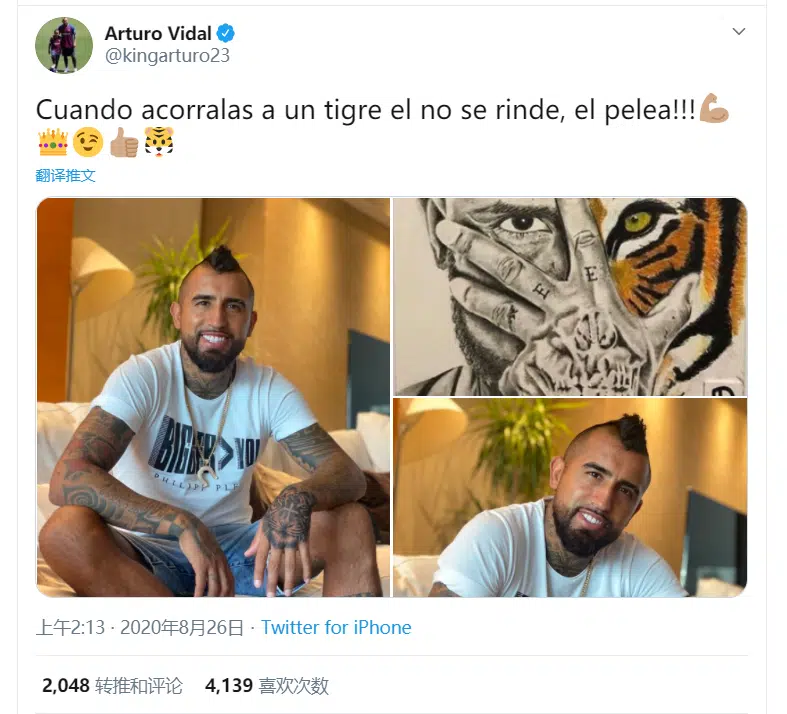 Arturo Vidal
@kingarturo23
Cuando acorralas a un tigre el no se rinde, el pelea!!!💪🏽
👑😉👍🏽🐯
翻译推文
BIGGER>YOU
PHILIPP PLE
上午2:13 · 2020年8月26日 · Twitter for iPhone
2,048 转推和评论 4,139 喜欢次数